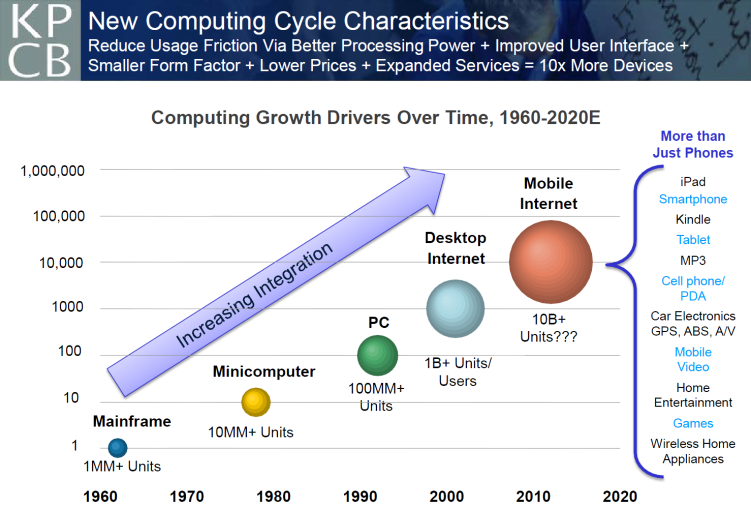 KP
CB
New Computing Cycle Characteristics
Reduce Usage Friction Via Better Processing Power + Improved User Interface +
Smaller Form Factor + Lower Prices + Expanded Services = 10x More Devices
Computing Growth Drivers Over Time, 1960-2020E
More than
Just Phones
1,000,000
100,000
10,000
1000
100
10
1
Increasing Integration
Mainframe
1MM+ Units
Minicomputer
10MM+ Units
PC
100MM+
Units
Desktop
Internet
1B+ Units/
Users
Mobile
Internet
10B+
Units???
iPad
Smartphone
Kindle
Tablet
MP3
Cell phone/
PDA
Car Electronics
GPS, ABS, A/V
Mobile
Video
Home
Entertainment
Games
Wireless Home
Appliances
1960
1970
1980
1990
2000
2010
2020